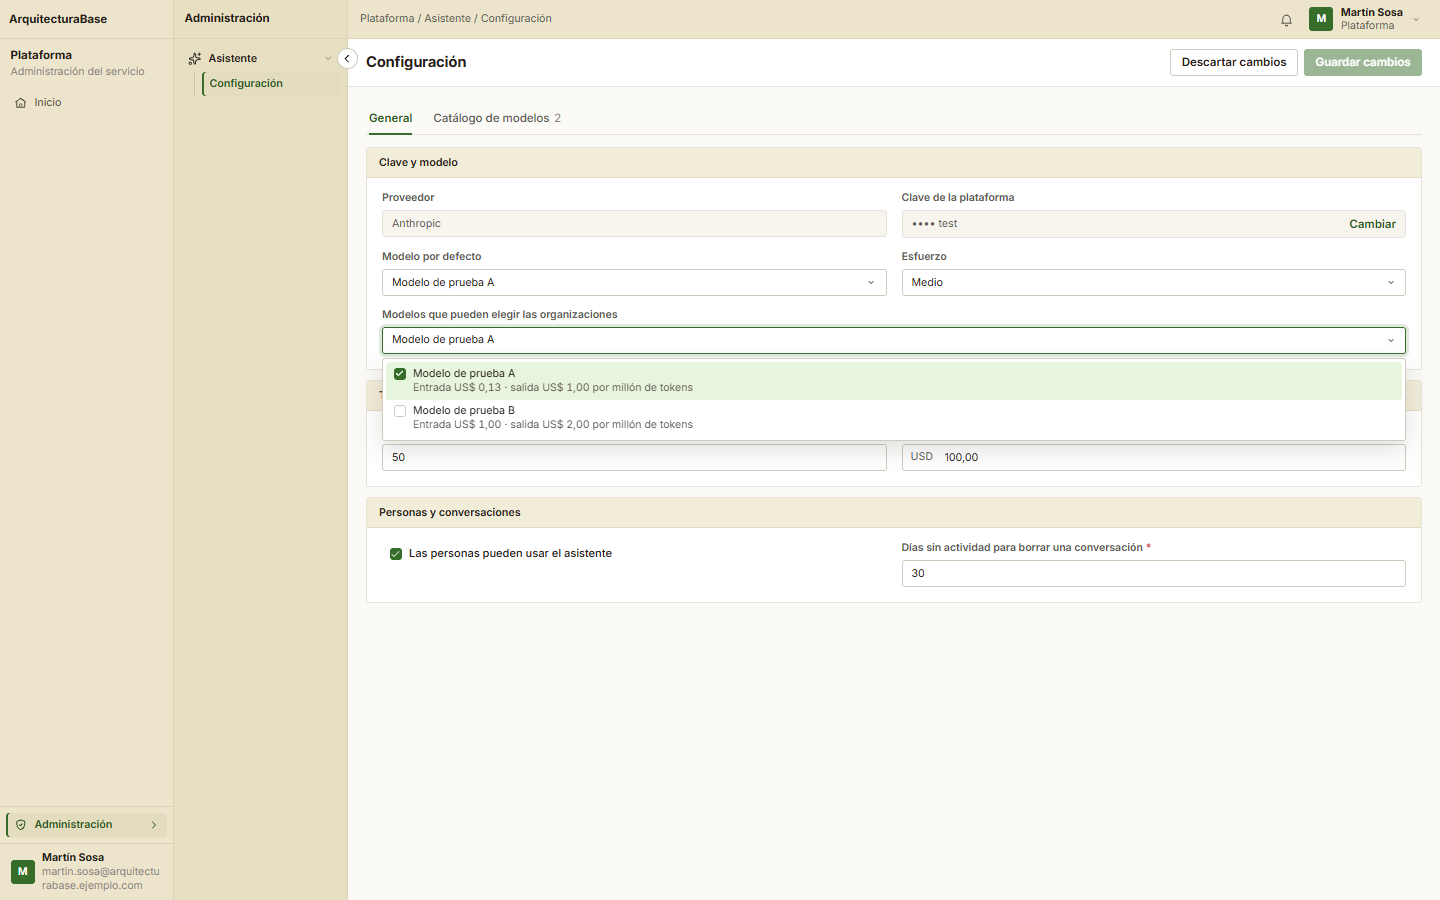 ArquitecturaBase
Plataforma
Administración del servicio
Inicio
Administración
Martín Sosa
martin.sosa@arquitectu
rabase.ejemplo.com
Administración
Asistente
Configuración
Plataforma / Asistente / Configuración
M
Martín Sosa
Plataforma
Configuración
Descartar cambios
Guardar cambios
General
Catálogo de modelos 2
Clave y modelo
Proveedor
Anthropic
Clave de la plataforma
•••• test
Cambiar
Modelo por defecto
Modelo de prueba A
Esfuerzo
Medio
Modelos que pueden elegir las organizaciones
Modelo de prueba A
Modelo de prueba A
Entrada US$ 0,13 · salida US$ 1,00 por millón de tokens
Modelo de prueba B
Entrada US$ 1,00 · salida US$ 2,00 por millón de tokens
50
USD 100,00
Personas y conversaciones
Las personas pueden usar el asistente
Días sin actividad para borrar una conversación *
30
M